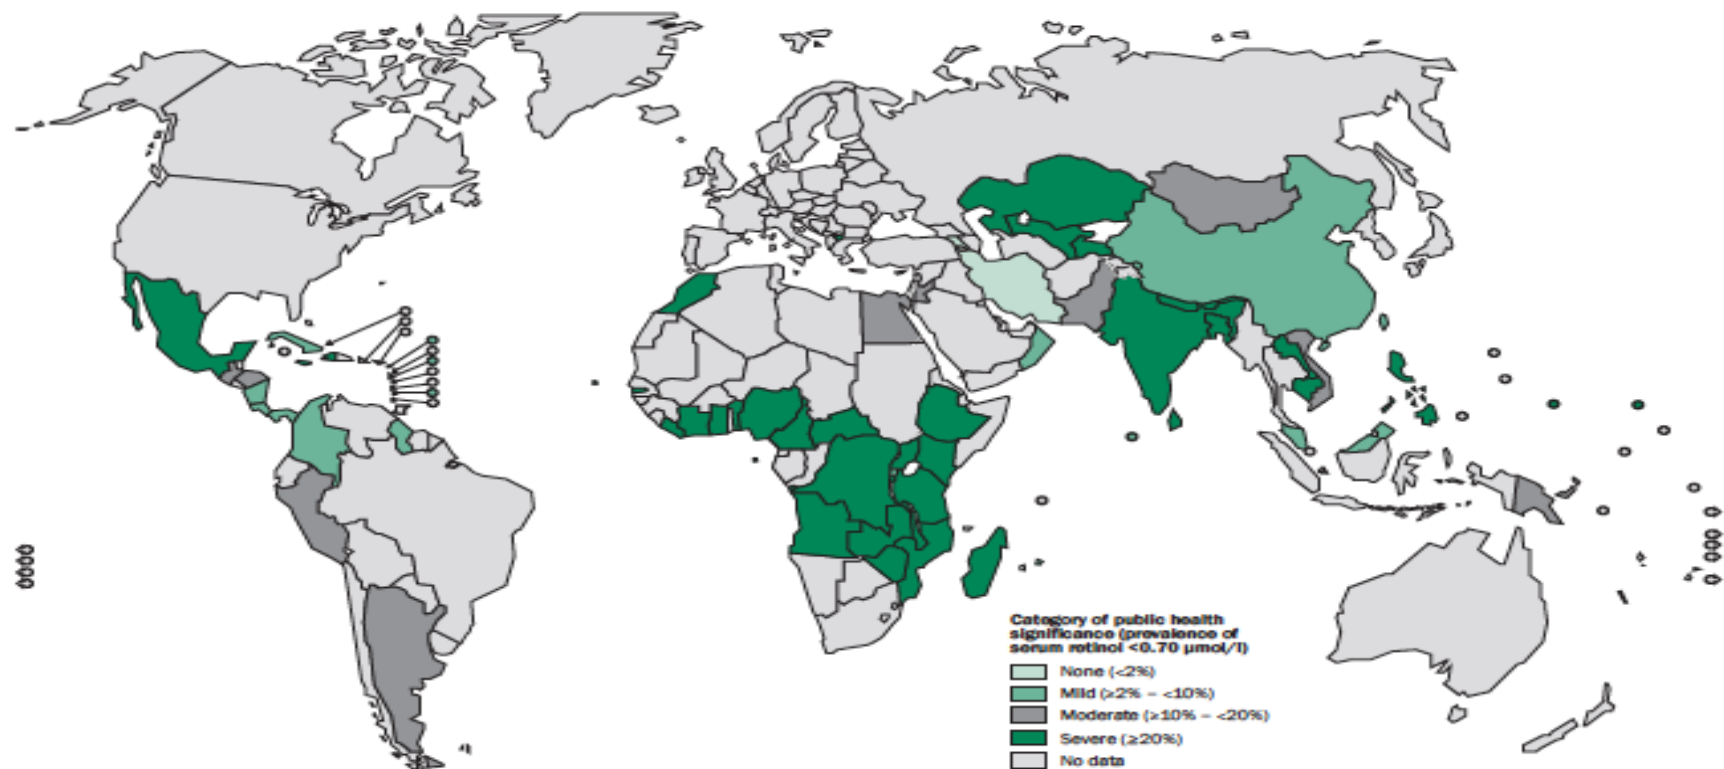 Category of public health
significance (prevalence of
serum retinol <0.70 µmol/l)
None (<2%)
Mild (≥2% – <10%)
Moderate (≥10% – <20%)
Severe (≥20%)
No data